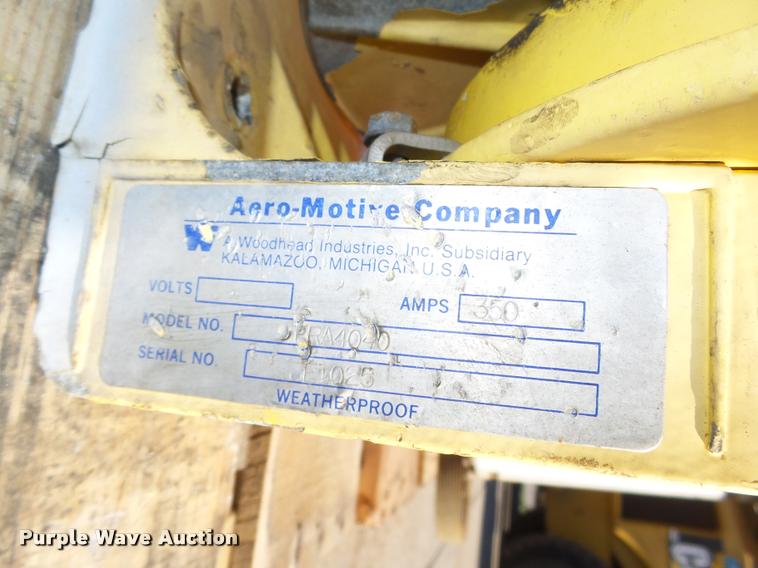 Aero-Motive Company
W A Woodhead Industries, Inc. Subsidiary
KALAMAZOO, MICHIGAN U.S.A.
VOLTS
AMPS 350
MODEL NO. PRA4040
SERIAL NO.
WEATHERPROOF
C
Purple Wave Auction